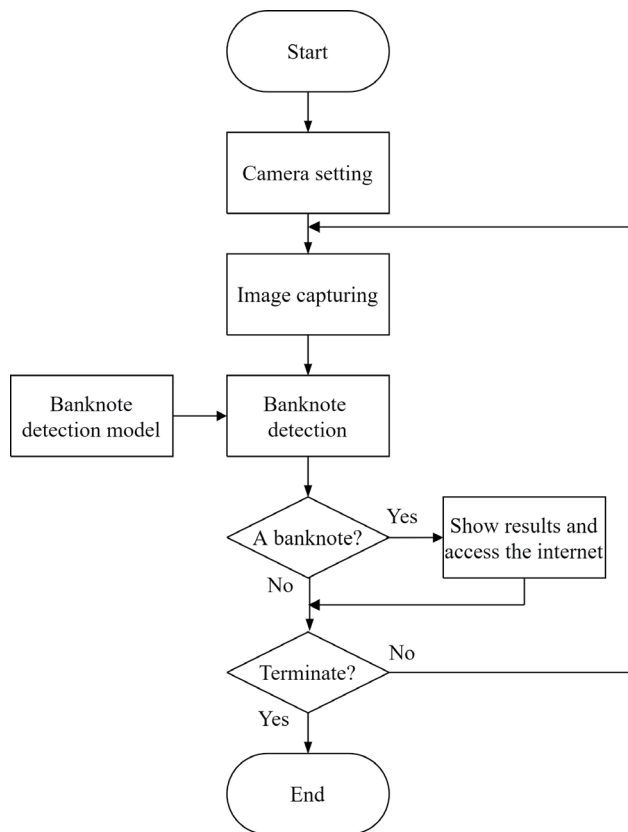 Start
Camera setting
Image capturing
Banknote
detection model
Banknote
detection
A banknote?
Yes
Show results and
access the internet
No
Terminate?
No
Yes
End